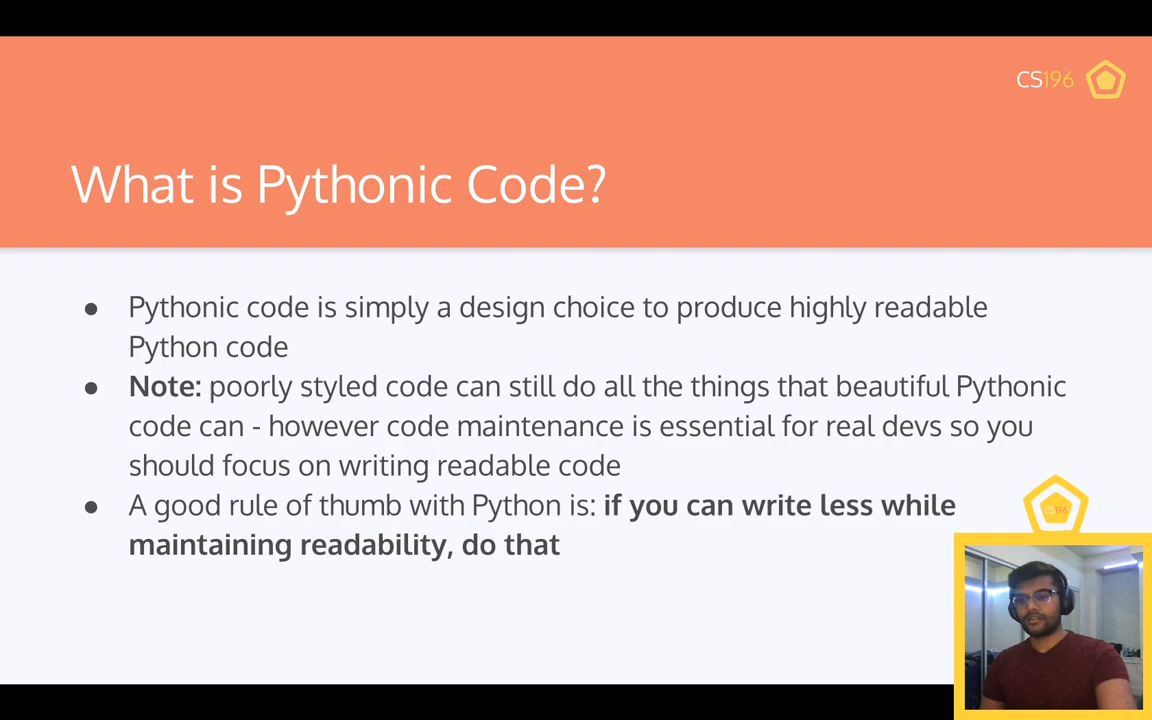 CS196
What is Pythonic Code?
● Pythonic code is simply a design choice to produce highly readable
Python code
● Note: poorly styled code can still do all the things that beautiful Pythonic
code can - however code maintenance is essential for real devs so you
should focus on writing readable code
● A good rule of thumb with Python is: if you can write less while
maintaining readability, do that
CS196